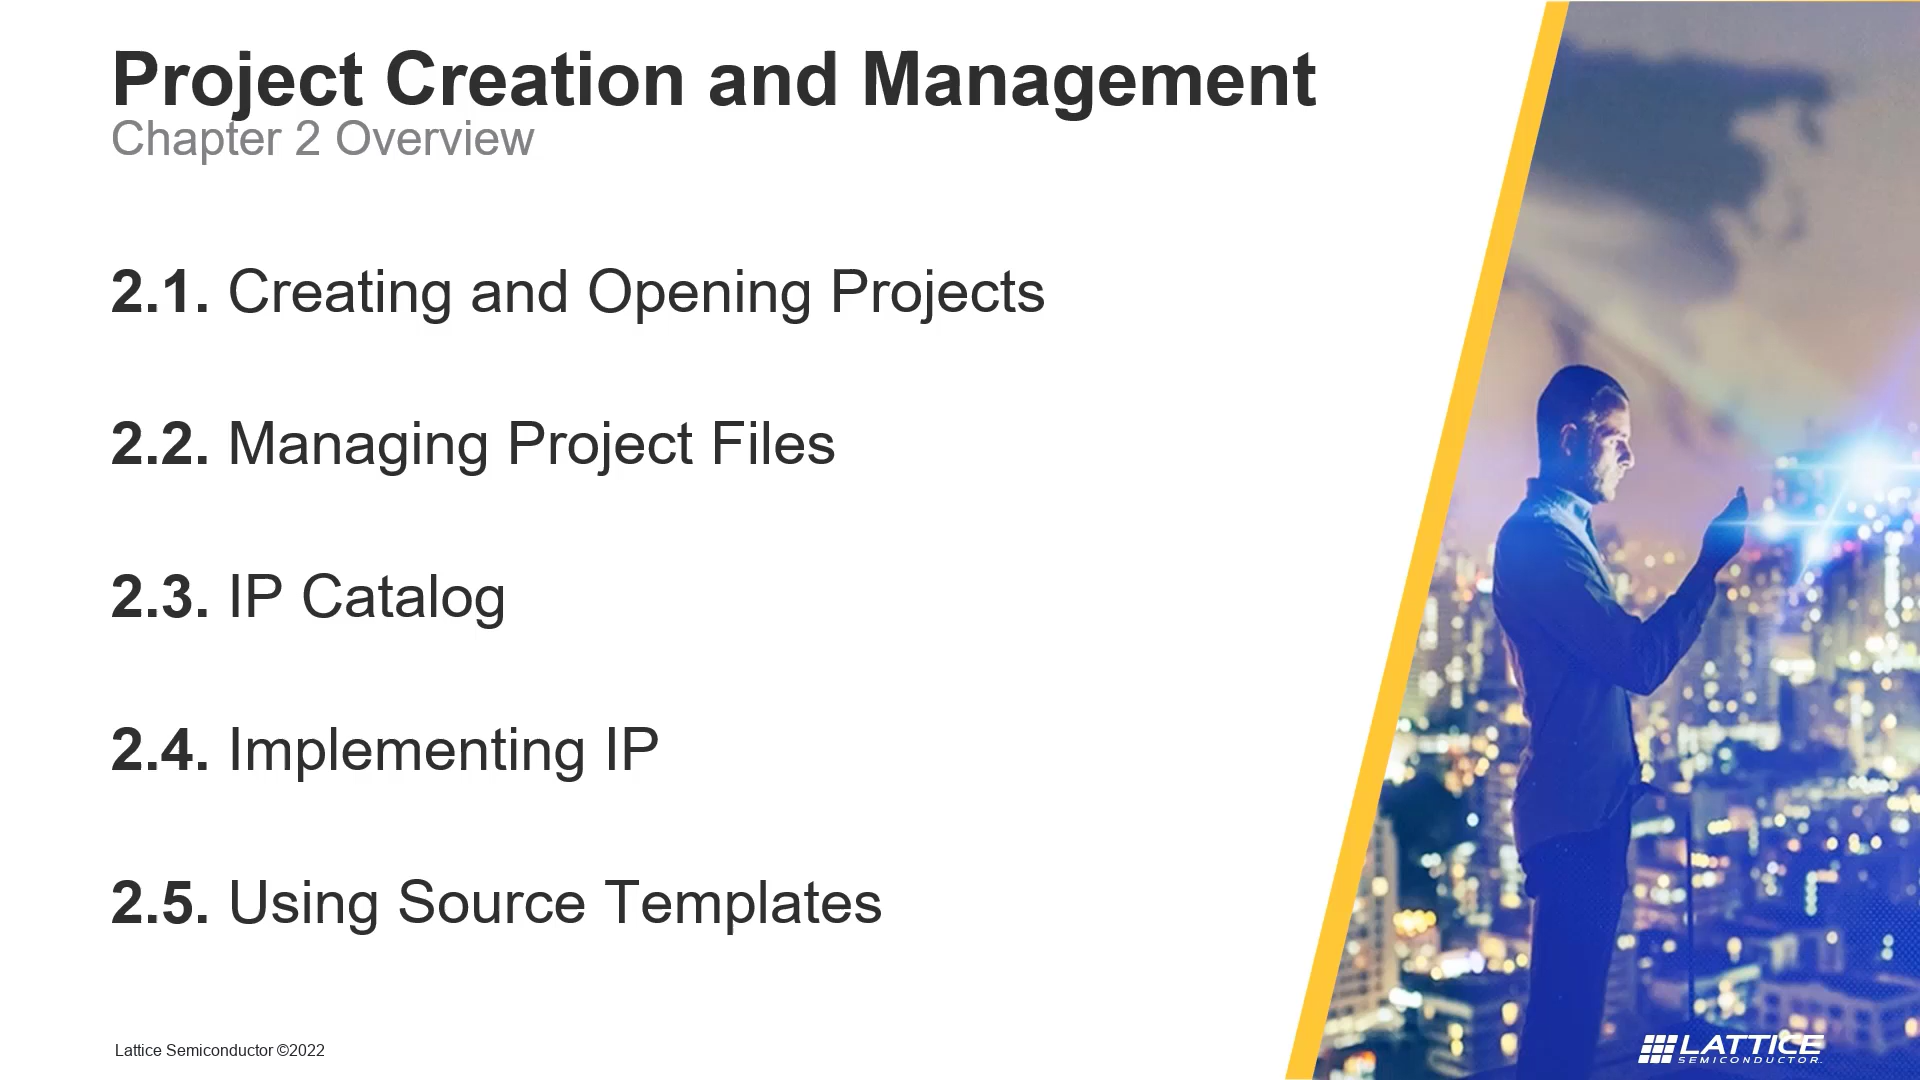 Project Creation and Management
Chapter 2 Overview
2.1. Creating and Opening Projects
2.2. Managing Project Files
2.3. IP Catalog
2.4. Implementing IP
2.5. Using Source Templates
Lattice Semiconductor ©2022
LATTICE
SEMICONDUCTOR